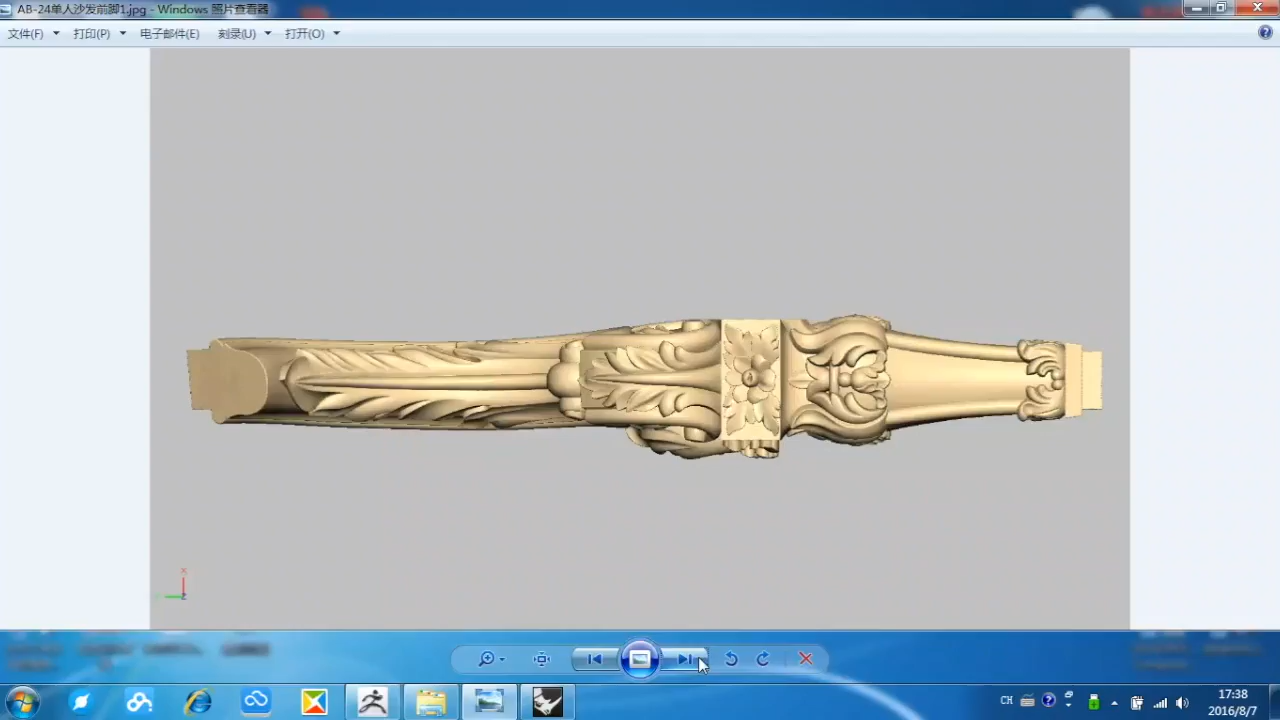 AB-24单人沙发前脚1.jpg - Windows 照片查看器
文件(F) 打印(P) 电子邮件(E) 刻录(U) 打开(O)
x
CH
17:38
2016/8/7